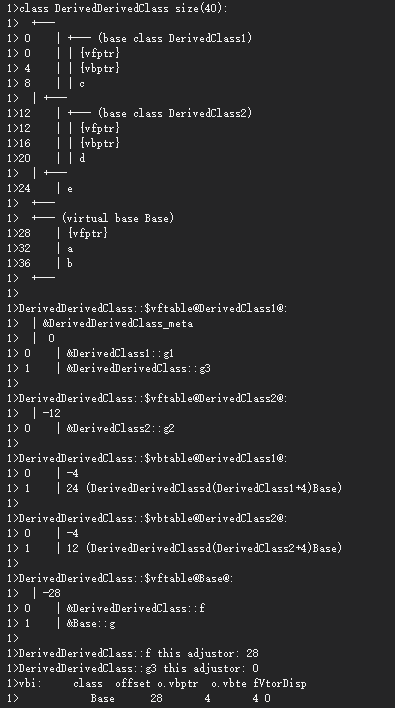 1>class DerivedDerivedClass size(40):
1>  +---
1> 0    | +--- (base class DerivedClass1)
1> 0    | | {vfptr}
1> 4    | | {vbptr}
1> 8    | | c
1>  | +---
1>12    | +--- (base class DerivedClass2)
1>12    | | {vfptr}
1>16    | | {vbptr}
1>20    | | d
1>  | +---
1>24    | e
1>  +---
1>  +--- (virtual base Base)
1>28    | {vfptr}
1>32    | a
1>36    | b
1>  +---
1>
1>DerivedDerivedClass::$vftable@DerivedClass1@:
1>  | &DerivedDerivedClass_meta
1>  |  0
1> 0    | &DerivedClass1::g1
1> 1    | &DerivedDerivedClass::g3
1>
1>DerivedDerivedClass::$vftable@DerivedClass2@:
1>  | -12
1> 0    | &DerivedClass2::g2
1>
1>DerivedDerivedClass::$vbtable@DerivedClass1@:
1> 0    | -4
1> 1    | 24 (DerivedDerivedClassd(DerivedClass1+4)Base)
1>
1>DerivedDerivedClass::$vbtable@DerivedClass2@:
1> 0    | -4
1> 1    | 12 (DerivedDerivedClassd(DerivedClass2+4)Base)
1>
1>DerivedDerivedClass::$vftable@Base@:
1>  | -28
1> 0    | &DerivedDerivedClass::f
1> 1    | &Base::g
1>
1>DerivedDerivedClass::f this adjustor: 28
1>DerivedDerivedClass::g3 this adjustor: 0
1>vbi:     class  offset o.vbptr  o.vbte fVtorDisp
1>            Base      28       4       4 0